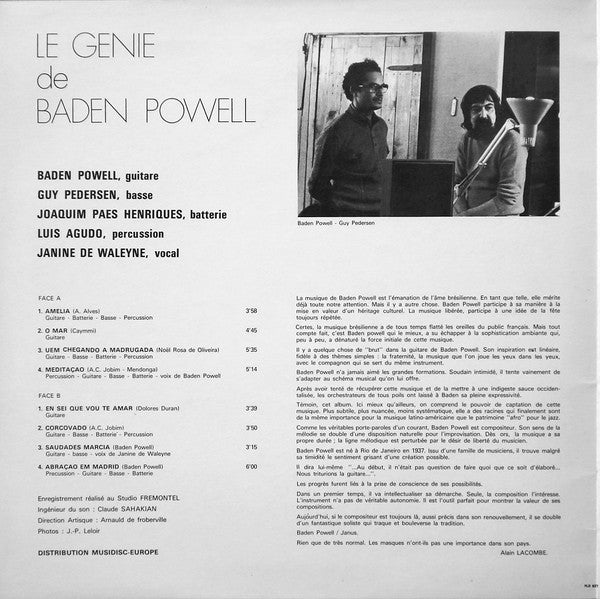 LE GENIE
de
BADEN POWELL
BADEN POWELL, guitare
GUY PEDERSEN, basse
JOAQUIM PAES HENRIQUES, batterie
LUIS AGUDO, percussion
JANINE DE WALEYNE, vocal
Baden Powell - Guy Pedersen
FACE A
1. AMELIA (A. Alves) 3'58
Guitare - Batterie - Basse - Percussion
2. O MAR (Caymmi) 4'45
Guitare
3. UEM CHEGANDO A MADRUGADA (Noël Rosa de Oliveira) 5'35
Guitare - Batterie - Basse - Percussion
4. MEDITAÇAO (A.C. Jobim - Mendonga) 5'14
Percussion - Guitare - Basse - Batterie - voix de Baden Powell
FACE B
1. EN SEI QUE VOU TE AMAR (Dolores Duran) 3'39
Guitare
2. CORCOVADO (A.C. Jobim) 3'50
Guitare - Basse - Batterie - Percussion
3. SAUDADES MARCIA (Baden Powell) 3'15
Guitare - basse - voix de Janine de Waleyne
4. ABRAÇAO EM MADRID (Baden Powell) 6'00
Percussion - Guitare - Basse - Batterie
Enregistrement réalisé au Studio FREMONTEL
Ingénieur du son : Claude SAHAKIAN
Direction Artisque : Arnauld de froberville
Photos : J.-P. Leloir
DISTRIBUTION MUSIDISC-EUROPE
La musique de Baden Powell est l'émanation de l'âme brésilienne. En tant que telle, elle mérite
déjà toute notre attention. Mais il y a autre chose. Baden Powell participe à sa manière à la
mise en valeur d'un héritage culturel. La musique libérée, participe à une idée de la fête
toujours répétée.
Certes, la musique brésilienne a de tous temps flatté les oreilles du public français. Mais tout
compte fait, c'est Baden Powell qui le mieux, a su échapper à la sophistication ambiante qui,
peu à peu, a dénaturé la force initiale de cette musique.
Il y a quelque chose de "brut" dans la guitare de Baden Powell. Son inspiration est linéaire,
fidèle à des thèmes simples : la fraternité, la musique que l'on joue les yeux dans les yeux,
avec le compagnon qui se sert du même instrument.
Baden Powell n'a jamais aimé les grandes formations. Soudain intimidé, il tente vainement de
s'adapter au schéma musical qu'on lui offre.
Après avoir tenté de récupérer cette musique et de la mettre à une indigeste sauce occiden-
talisée, les orchestrateurs de tous poils ont laissé à Baden sa pleine expressivité.
Témoin, cet album. Ici mieux qu'ailleurs, on comprend le pouvoir de captation de cette
musique. Plus subtile, plus nuancée, moins systématique, elle a des racines qui finalement sont
de la même importance pour la musique latino-américaine que le patrimoine "afro" pour le jazz.
Comme les véritables porte-paroles d'un courant, Baden Powell est compositeur. Son sens de la
mélodie se double d'une disposition naturelle pour l'improvisation. Dès ors, la musique a sa
propre durée : la ligne mélodique est perturbée par le désir de liberté du musicien.
Baden Powell est né à Rio de Janeiro en 1937. Issu d'une famille de musiciens, il trouve malgré
sa timidité le sentiment grisant d'une création possible.
Il dira lui-même "...Au début, il n'était pas question de faire quoi que ce soit d'élaboré...
Nous triturions la guitare...".
Les progrès furent liés à la prise de conscience de ses possibilités.
Dans un premier temps, il va intellectualiser sa démarche. Seule, la composition l'intéresse.
L'instrument n'a pas de véritable autonomie. Il est l'outil parfait pour montrer la valeur de ses
compositions.
Aujourd'hui, si le compositeur est toujours là, aussi précis dans son renouvellement, il se double
d'un fantastique soliste qui traque et bouleverse la tradition.
Baden Powell / Janus.
Rien que de très normal. Les masques n'ont-ils pas une importance dans son pays.
Alain LACOMBE.